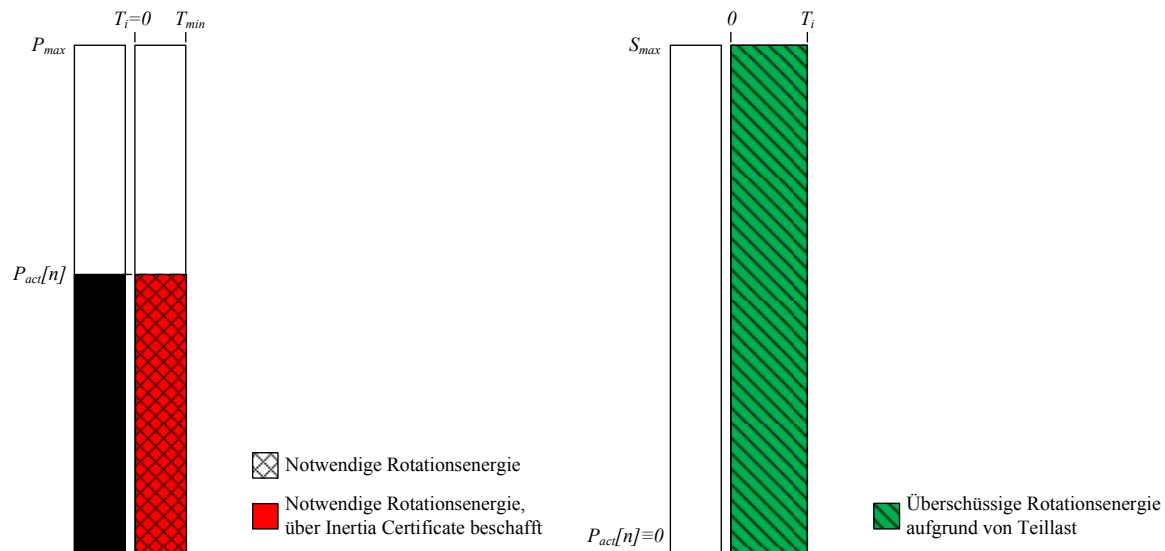 T_i=0
T_min
P_max
P_act[n]
Notwendige Rotationsenergie
Notwendige Rotationsenergie,
über Inertia Certificate beschafft
0
T_i
S_max
Überschüssige Rotationsenergie
aufgrund von Teillast
P_act[n]≡0